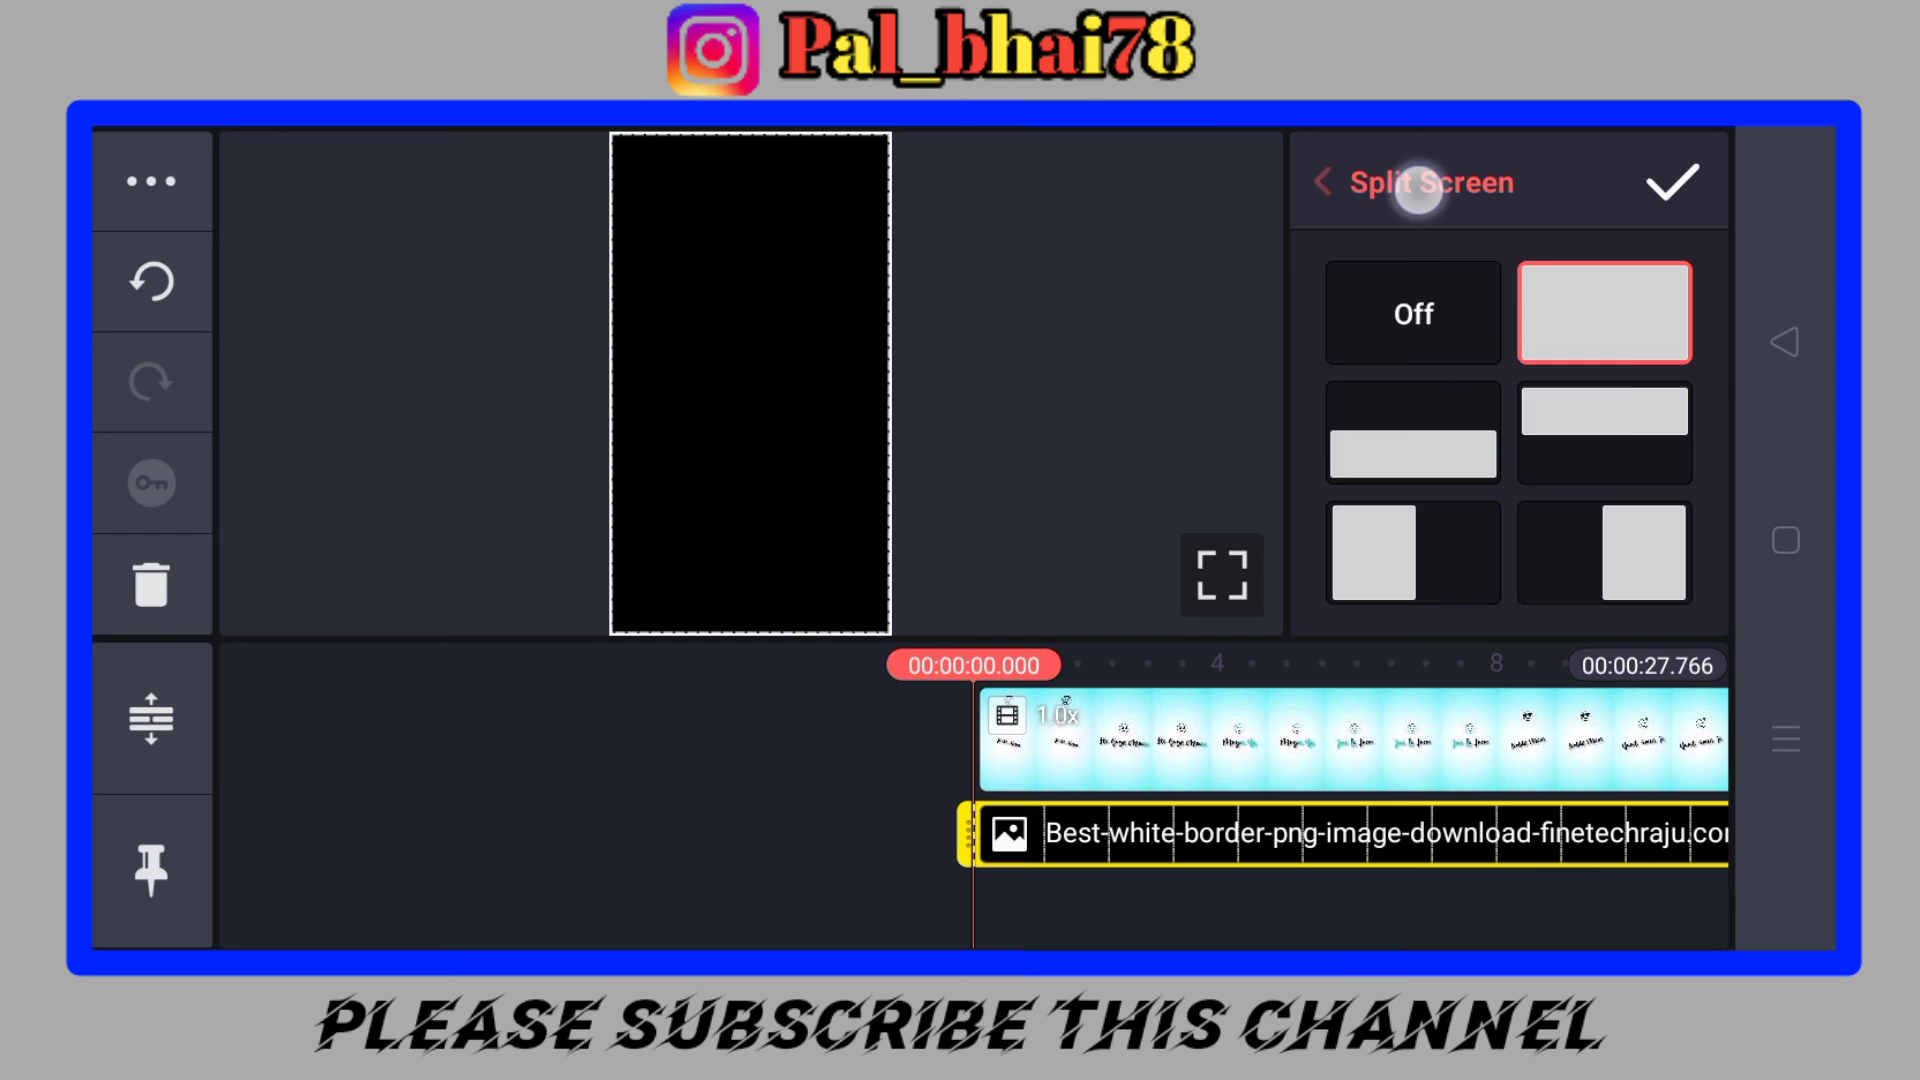 Pal_bhai78
Split Screen
Off
00:00:00.000
4
8
00:00:27.766
1.0x
Best-white-border-png-image-download-finetechraju.co
PLEASE SUBSCRIBE THIS CHANNEL